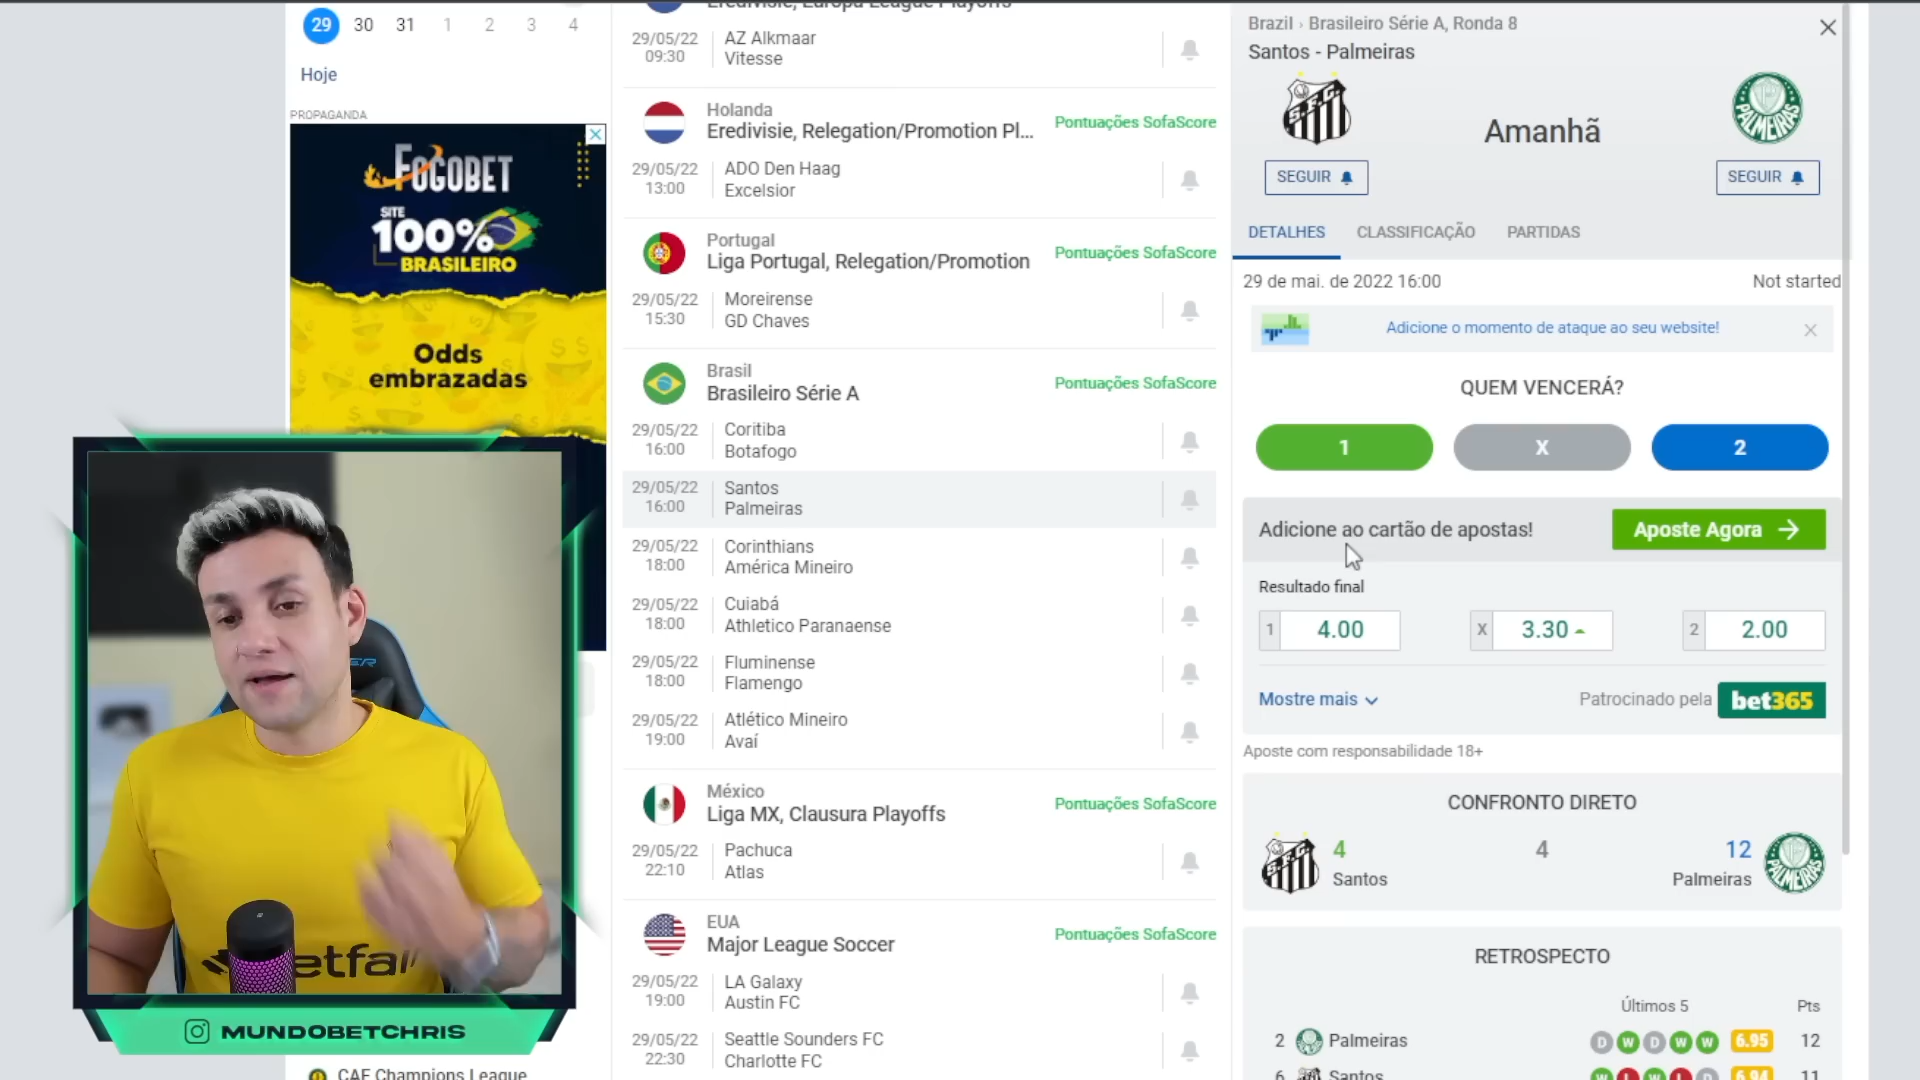 29 30 31 1 2 3 4
Hoje
PROPAGANDA
FOGOBET
SITE
100%
BRASILEIRO
Odds
embrazadas
etfair
MUNDOBETCHRIS
CAF Champions League
Eredivisie, Europa League Playoffs
29/05/22 AZ Alkmaar
09:30 Vitesse
Holanda
Eredivisie, Relegation/Promotion Pl...
Pontuações SofaScore
29/05/22 ADO Den Haag
13:00 Excelsior
Portugal
Liga Portugal, Relegation/Promotion
Pontuações SofaScore
29/05/22 Moreirense
15:30 GD Chaves
Brasil
Brasileiro Série A
Pontuações SofaScore
29/05/22 Coritiba
16:00 Botafogo
29/05/22 Santos
16:00 Palmeiras
29/05/22 Corinthians
18:00 América Mineiro
29/05/22 Cuiabá
18:00 Athletico Paranaense
29/05/22 Fluminense
18:00 Flamengo
29/05/22 Atlético Mineiro
19:00 Avaí
México
Liga MX, Clausura Playoffs
Pontuações SofaScore
29/05/22 Pachuca
22:10 Atlas
EUA
Major League Soccer
Pontuações SofaScore
29/05/22 LA Galaxy
19:00 Austin FC
29/05/22 Seattle Sounders FC
22:30 Charlotte FC
Brazil › Brasileiro Série A, Ronda 8
Santos - Palmeiras
Amanhã
SEGUIR SEGUIR
DETALHES CLASSIFICAÇÃO PARTIDAS
29 de mai. de 2022 16:00 Not started
Adicione o momento de ataque ao seu website!
QUEM VENCERÁ?
1 X 2
Adicione ao cartão de apostas! Aposte Agora
Resultado final
1 4.00 X 3.30 2 2.00
Mostre mais Patrocinado pela bet365
Aposte com responsabilidade 18+
CONFRONTO DIRETO
4 4 12
Santos Palmeiras
RETROSPECTO
Últimos 5 Pts
2 Palmeiras D W D W W 6.95 12
6 Santos W L W L D 6.94 11